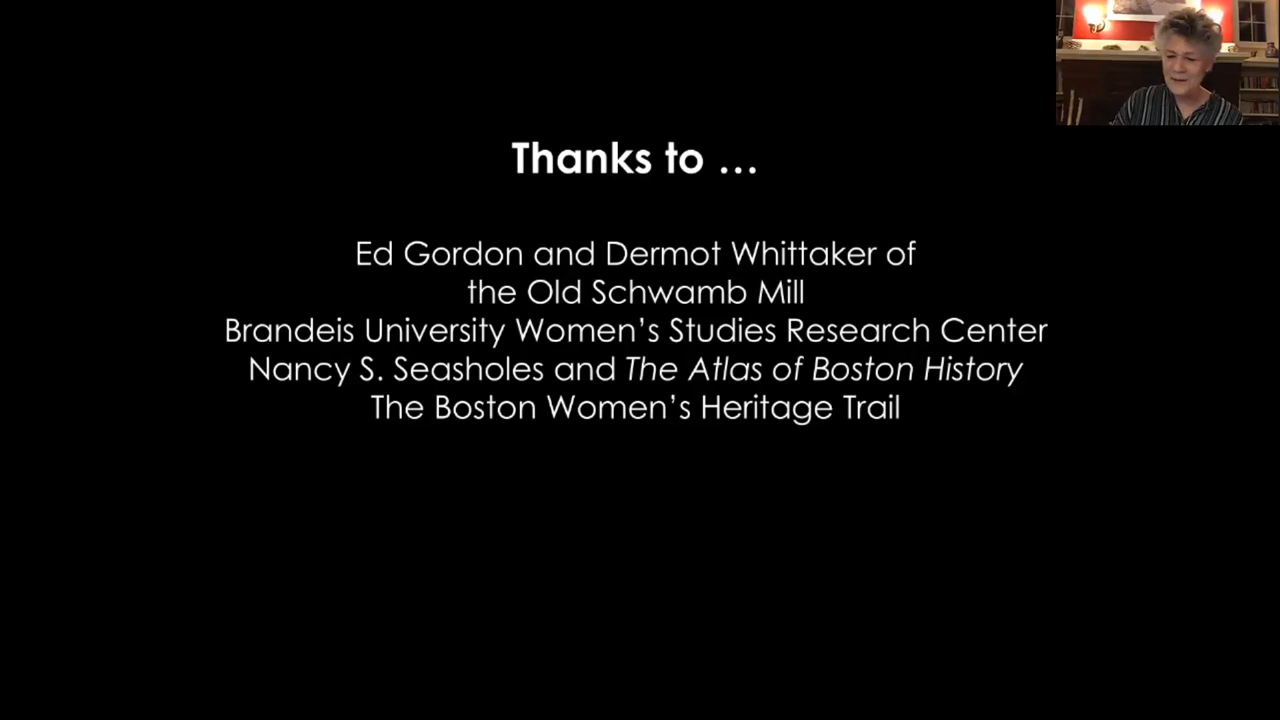 Thanks to …
Ed Gordon and Dermot Whittaker of
the Old Schwamb Mill
Brandeis University Women’s Studies Research Center
Nancy S. Seasholes and The Atlas of Boston History
The Boston Women’s Heritage Trail